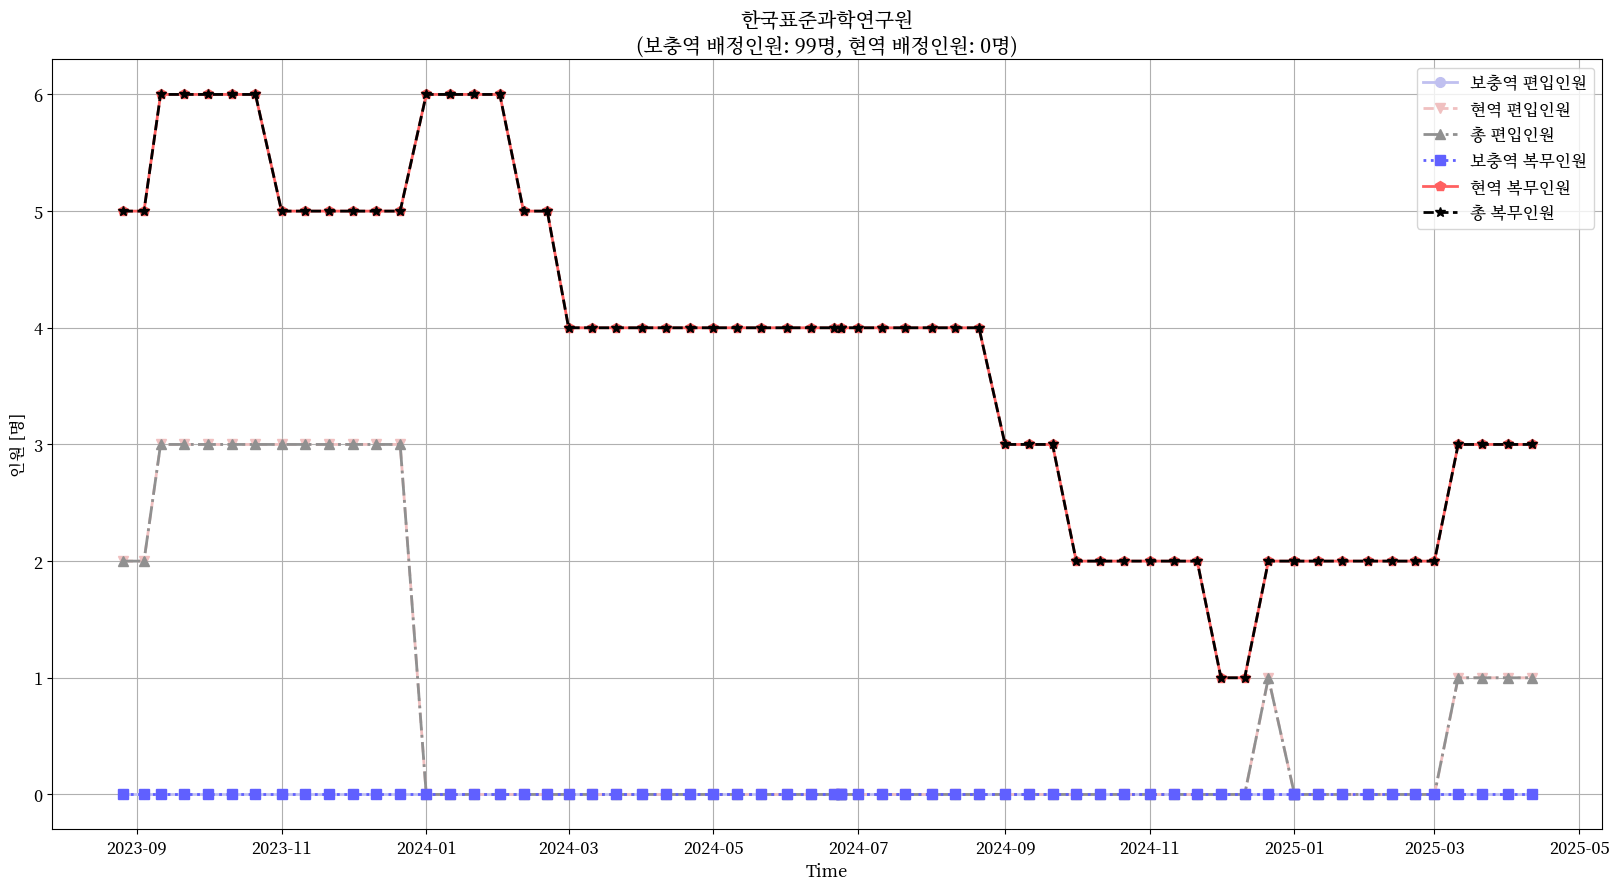 한국표준과학연구원
(보충역 배정인원: 99명, 현역 배정인원: 0명)
보충역 편입인원
현역 편입인원
총 편입인원
보충역 복무인원
현역 복무인원
총 복무인원
인원 [명]
6
5
4
3
2
1
0
2023-09 2023-11 2024-01 2024-03 2024-05 2024-07 2024-09 2024-11 2025-01 2025-03 2025-05
Time